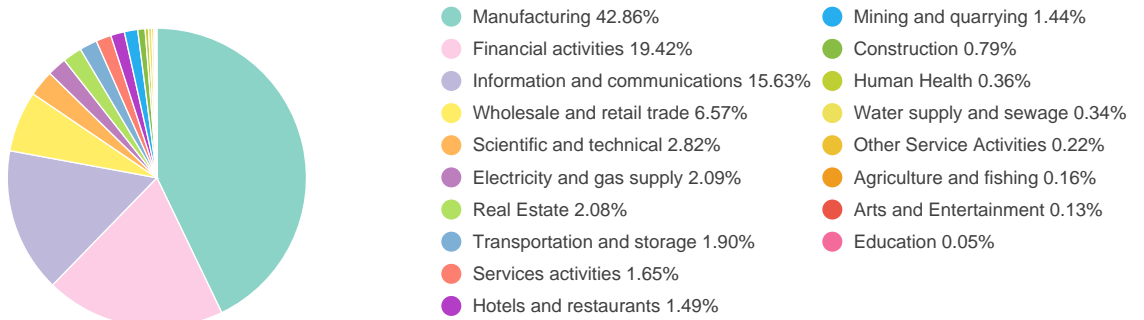 Manufacturing 42.86%
Financial activities 19.42%
Information and communications 15.63%
Wholesale and retail trade 6.57%
Scientific and technical 2.82%
Electricity and gas supply 2.09%
Real Estate 2.08%
Transportation and storage 1.90%
Services activities 1.65%
Hotels and restaurants 1.49%
Mining and quarrying 1.44%
Construction 0.79%
Human Health 0.36%
Water supply and sewage 0.34%
Other Service Activities 0.22%
Agriculture and fishing 0.16%
Arts and Entertainment 0.13%
Education 0.05%